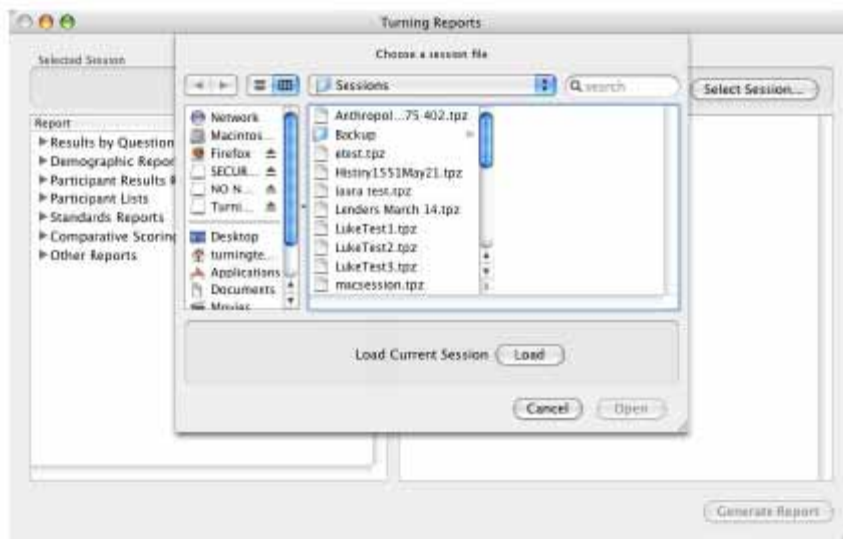 Turning Reports
Choose a session file
Selected Session
Sessions
search
Select Session...
Report
Results by Question
Demographic Repor
Participant Results R
Participant Lists
Standards Reports
Comparative Scoring
Other Reports
Network
Macintos...
Firefox
SECUR...
NO N...
Turni...
Desktop
turningte...
Applications
Documents
Movies
Anthropol...75 402.tpz
Backup
etest.tpz
Histiry1551May21.tpz
laura test.tpz
Lenders March 14.tpz
LukeTest1.tpz
LukeTest2.tpz
LukeTest3.tpz
macsession.tpz
Load Current Session Load
Cancel Open
Generate Report